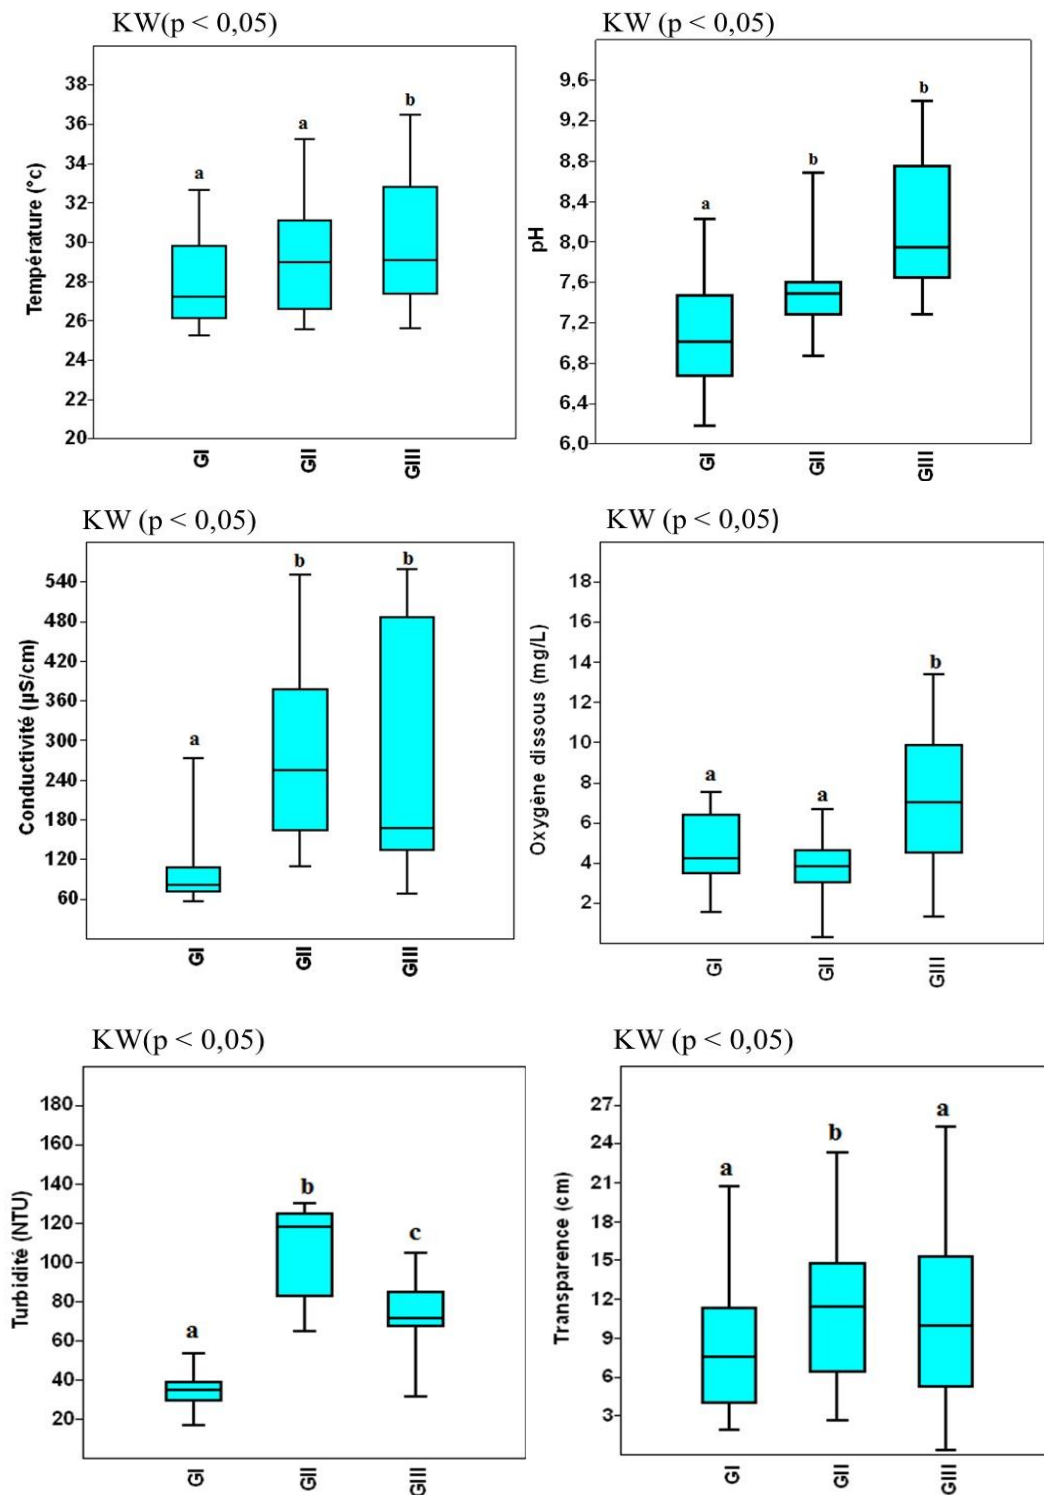 KW(p < 0,05)
Température (°c)
38
36
34
32
30
28
26
24
22
20
a
a
b
GI
GII
GIII
KW (p < 0,05)
pH
9,6
9,2
8,8
8,4
8,0
7,6
7,2
6,8
6,4
6,0
a
b
b
GI
GII
GIII
KW (p < 0,05)
Conductivité (µS/cm)
540
480
420
360
300
240
180
120
60
a
b
b
GI
GII
GIII
KW (p < 0,05)
Oxygène dissous (mg/L)
18
16
14
12
10
8
6
4
2
a
a
b
GI
GII
GIII
KW(p < 0,05)
Turbidité (NTU)
180
160
140
120
100
80
60
40
20
a
b
c
GI
GII
GIII
KW (p < 0,05)
Transparence (cm)
27
24
21
18
15
12
9
6
3
a
b
a
GI
GII
GIII